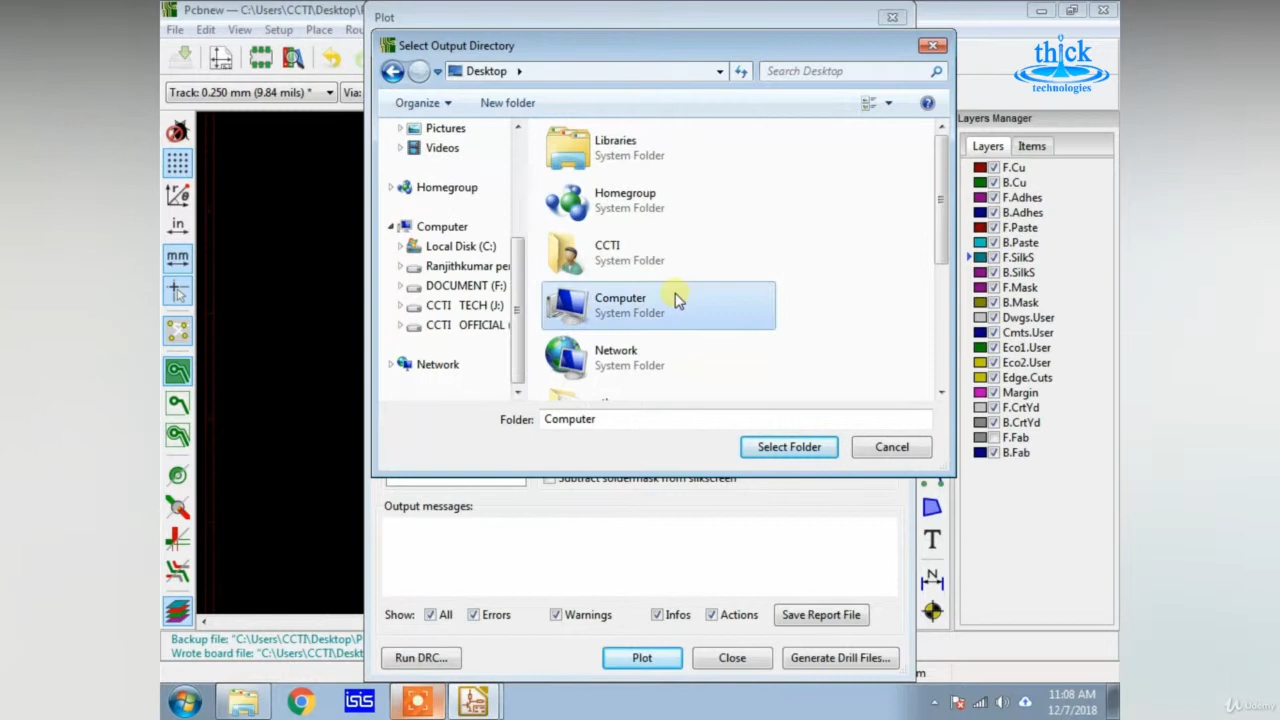 Pcbnew — C:\Users\CCTI\Desktop\
File Edit View Setup Place
Track: 0.250 mm (9.84 mils) *
Via:
in
mm
Plot
Select Output Directory
Desktop
Search Desktop
Organize
New folder
Pictures
Videos
Homegroup
Computer
Local Disk (C:)
Ranjithkumar
DOCUMENT (F:)
CCTI TECH (J:)
CCTI OFFICIAL
Network
Libraries
System Folder
Homegroup
System Folder
CCTI
System Folder
Computer
System Folder
Network
System Folder
Folder: Computer
Select Folder
Cancel
Subtract soldermask from silkscreen
Output messages:
Show: All Errors Warnings Infos Actions Save Report File
Run DRC...
Plot
Close
Generate Drill Files...
Backup file: "C:\Users\CCTI\Desktop\
Wrote board file: "C:\Users\CCTI\Deskt
thick
technologies
Layers Manager
Layers Items
F.Cu
B.Cu
F.Adhes
B.Adhes
F.Paste
B.Paste
F.SilkS
B.SilkS
F.Mask
B.Mask
Dwgs.User
Cmts.User
Eco1.User
Eco2.User
Edge.Cuts
Margin
F.CrtYd
B.CrtYd
F.Fab
B.Fab
T
N
isis
11:08 AM
12/7/2018
Udemy